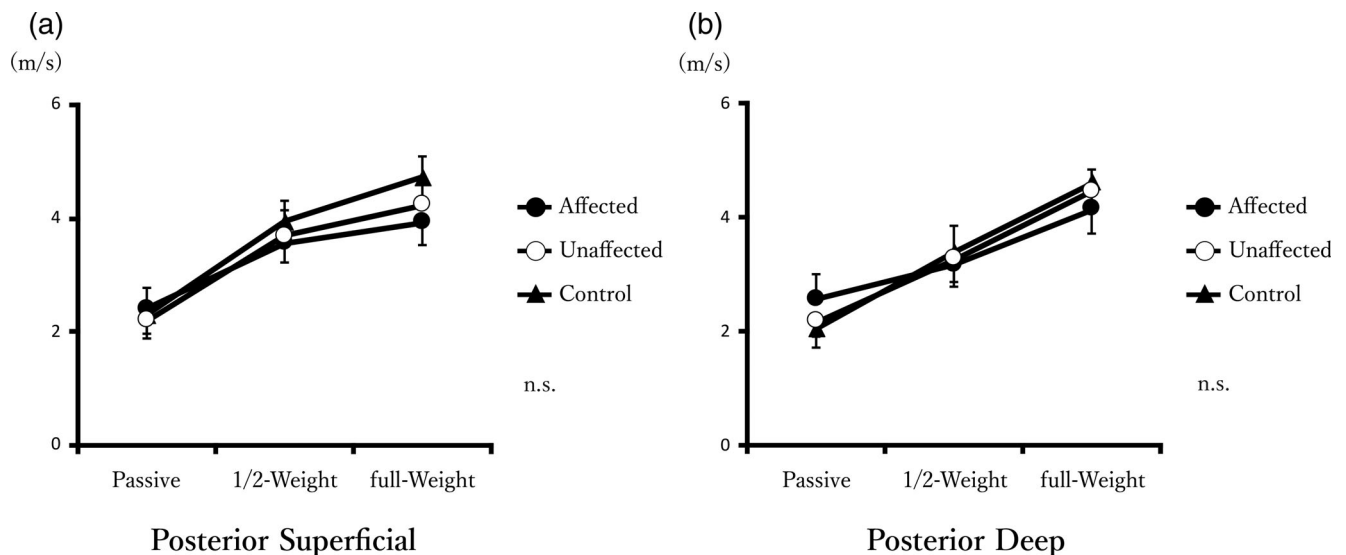 (a)
(m/s)
6
4
2
0
Passive
1/2-Weight
full-Weight
Affected
Unaffected
Control
n.s.
Posterior Superficial
(b)
(m/s)
6
4
2
0
Passive
1/2-Weight
full-Weight
Affected
Unaffected
Control
n.s.
Posterior Deep